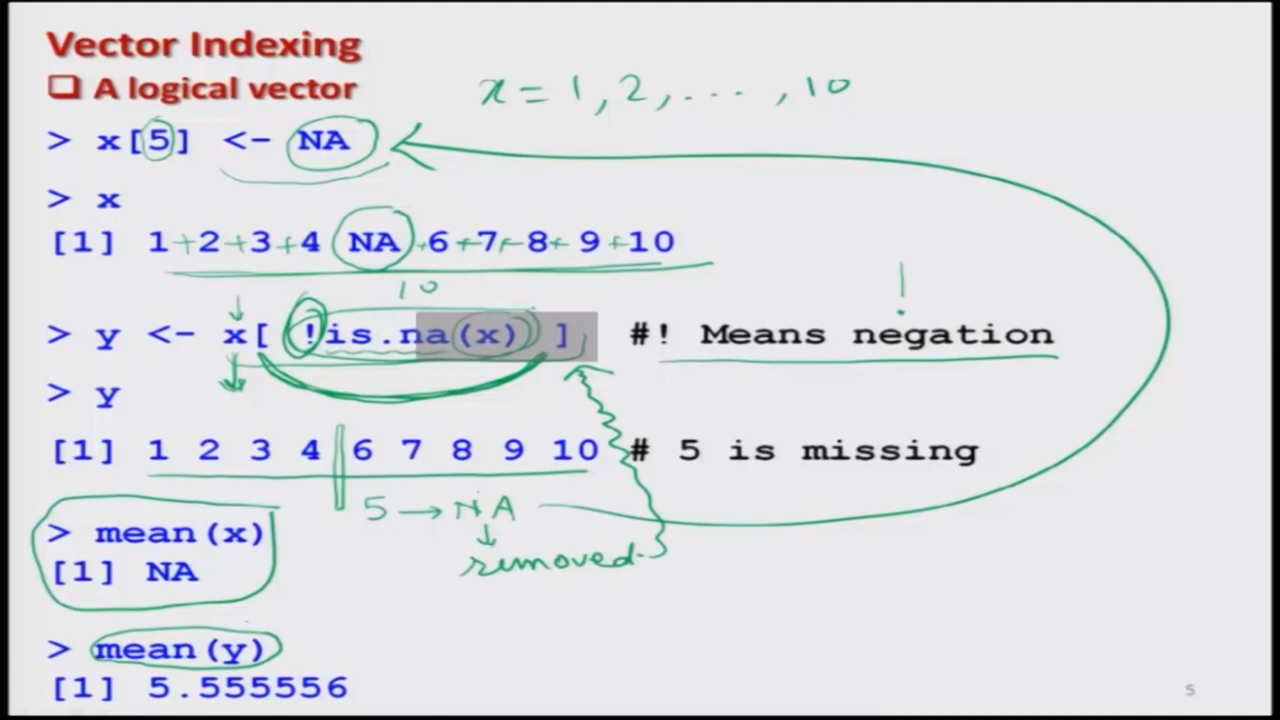 Vector Indexing
❑ A logical vector
x = 1, 2, ... , 10
> x[5] <- NA
> x
[1] 1+2+3+4 NA +6+7+8+9+10
10 !
> y <- x[ !is.na(x) ] #! Means negation
> y
[1] 1 2 3 4 6 7 8 9 10 # 5 is missing
5 → NA
removed.
> mean(x)
[1] NA
> mean(y)
[1] 5.555556
5